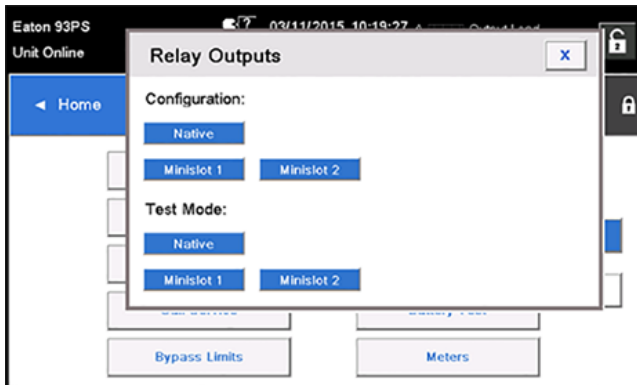 Eaton 93PS
03/11/2015 10:19:27
Unit Online
Relay Outputs
X
Home
Configuration:
Native
Minislot 1 Minislot 2
Test Mode:
Native
Minislot 1 Minislot 2
Bypass Limits Meters